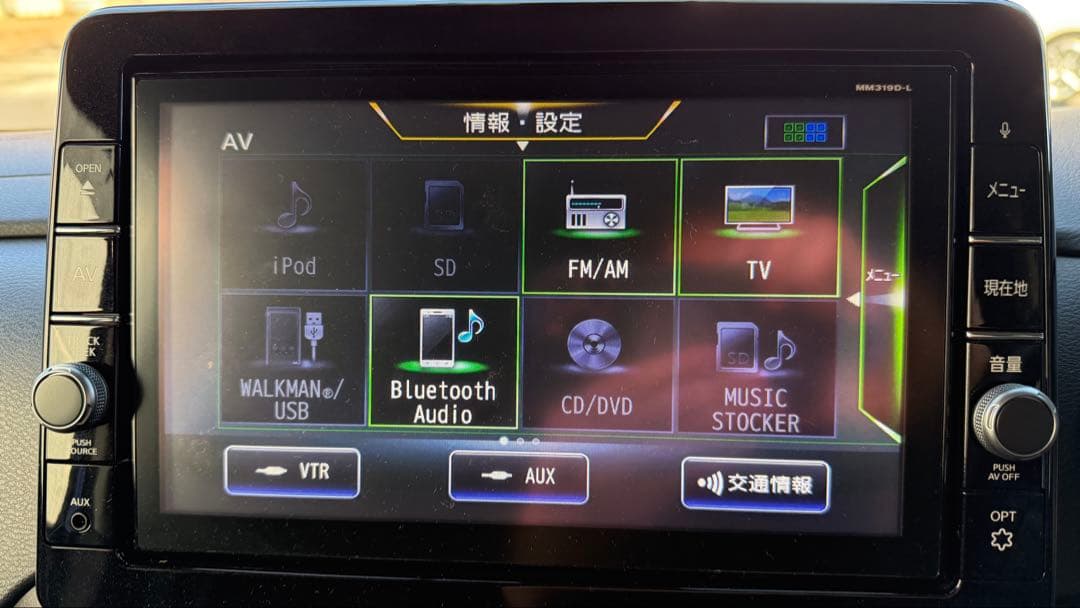 MM319D-L
情報・設定
AV
OPEN
AV
AUX
iPod
SD
FM/AM
TV
WALKMAN®/
USB
Bluetooth
Audio
CD/DVD
SD
MUSIC
STOCKER
メニュー
VTR
AUX
交通情報
メニュー
現在地
音量
PUSH
AV OFF
OPT
PUSH